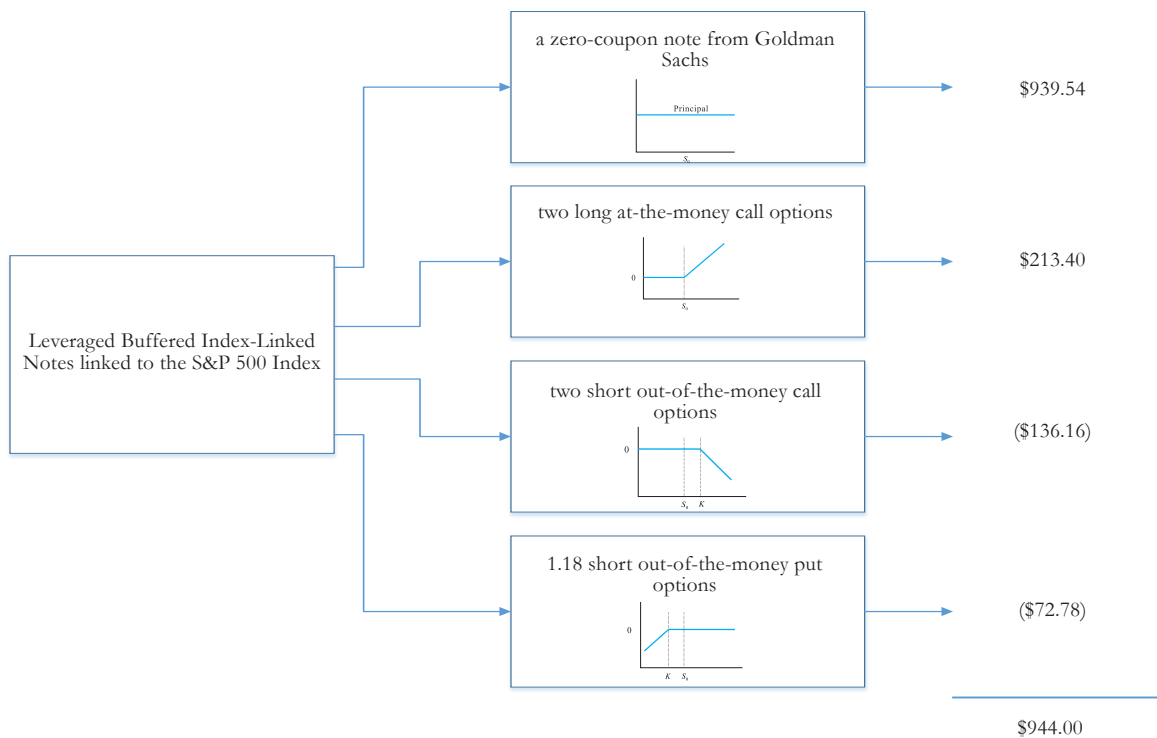 a zero-coupon note from Goldman
Sachs
Principal
S₀
$939.54
two long at-the-money call options
0
S₀
$213.40
Leveraged Buffered Index-Linked
Notes linked to the S&P 500 Index
two short out-of-the-money call
options
0
S₀ K
($136.16)
1.18 short out-of-the-money put
options
0
K S₀
($72.78)
$944.00